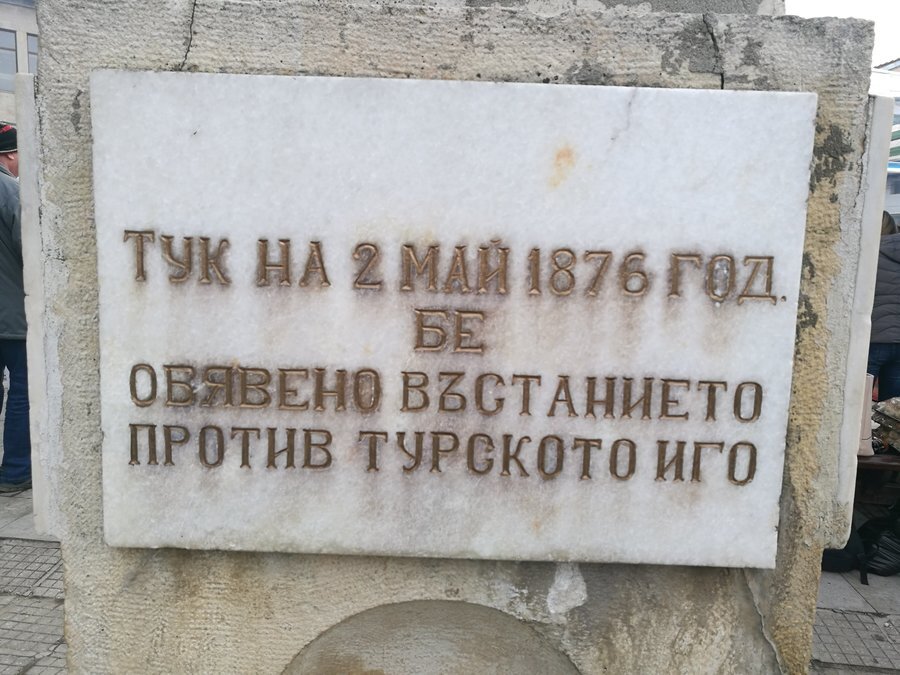 ТУК НА 2 МАЙ 1876 ГОД.
БЕ
ОБЯВЕНО ВЪСТАНИЕТО
ПРОТИВ ТУРСКОТО ИГО